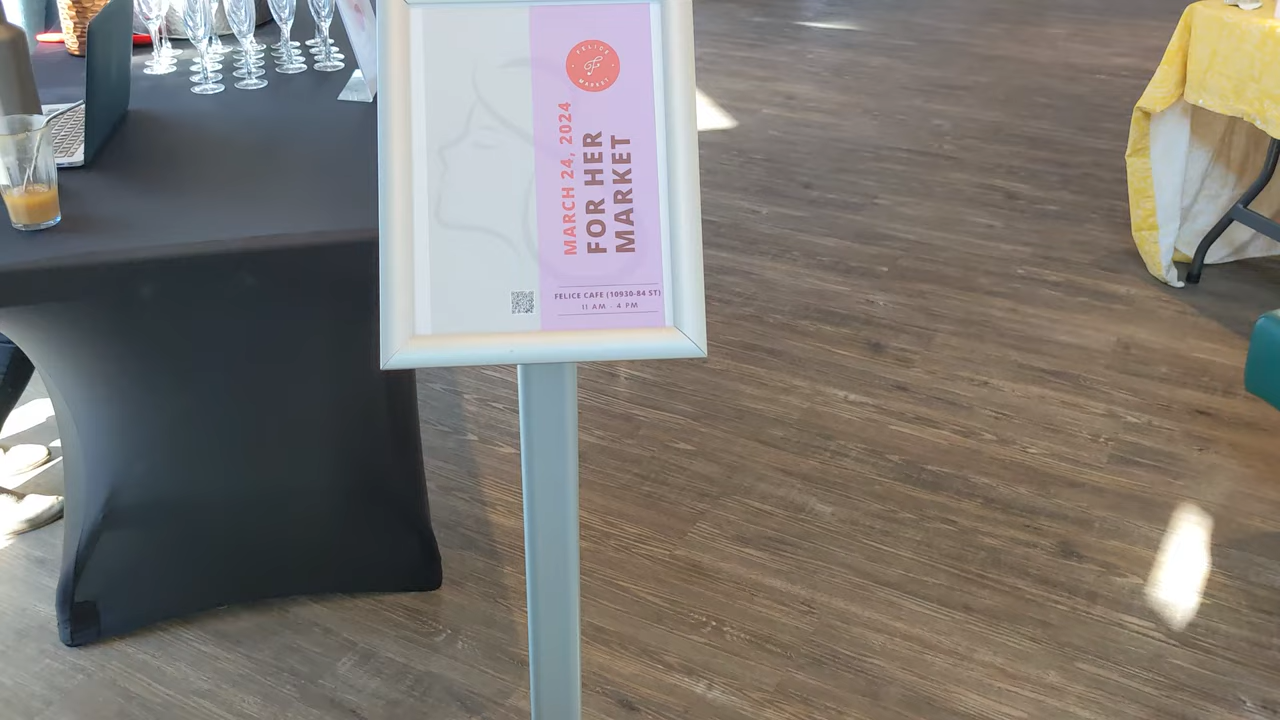 FELICE
F
MARKET
MARCH 24, 2024
FOR HER
MARKET
FELICE CAFE (10930-84 ST)
11 AM - 4 PM